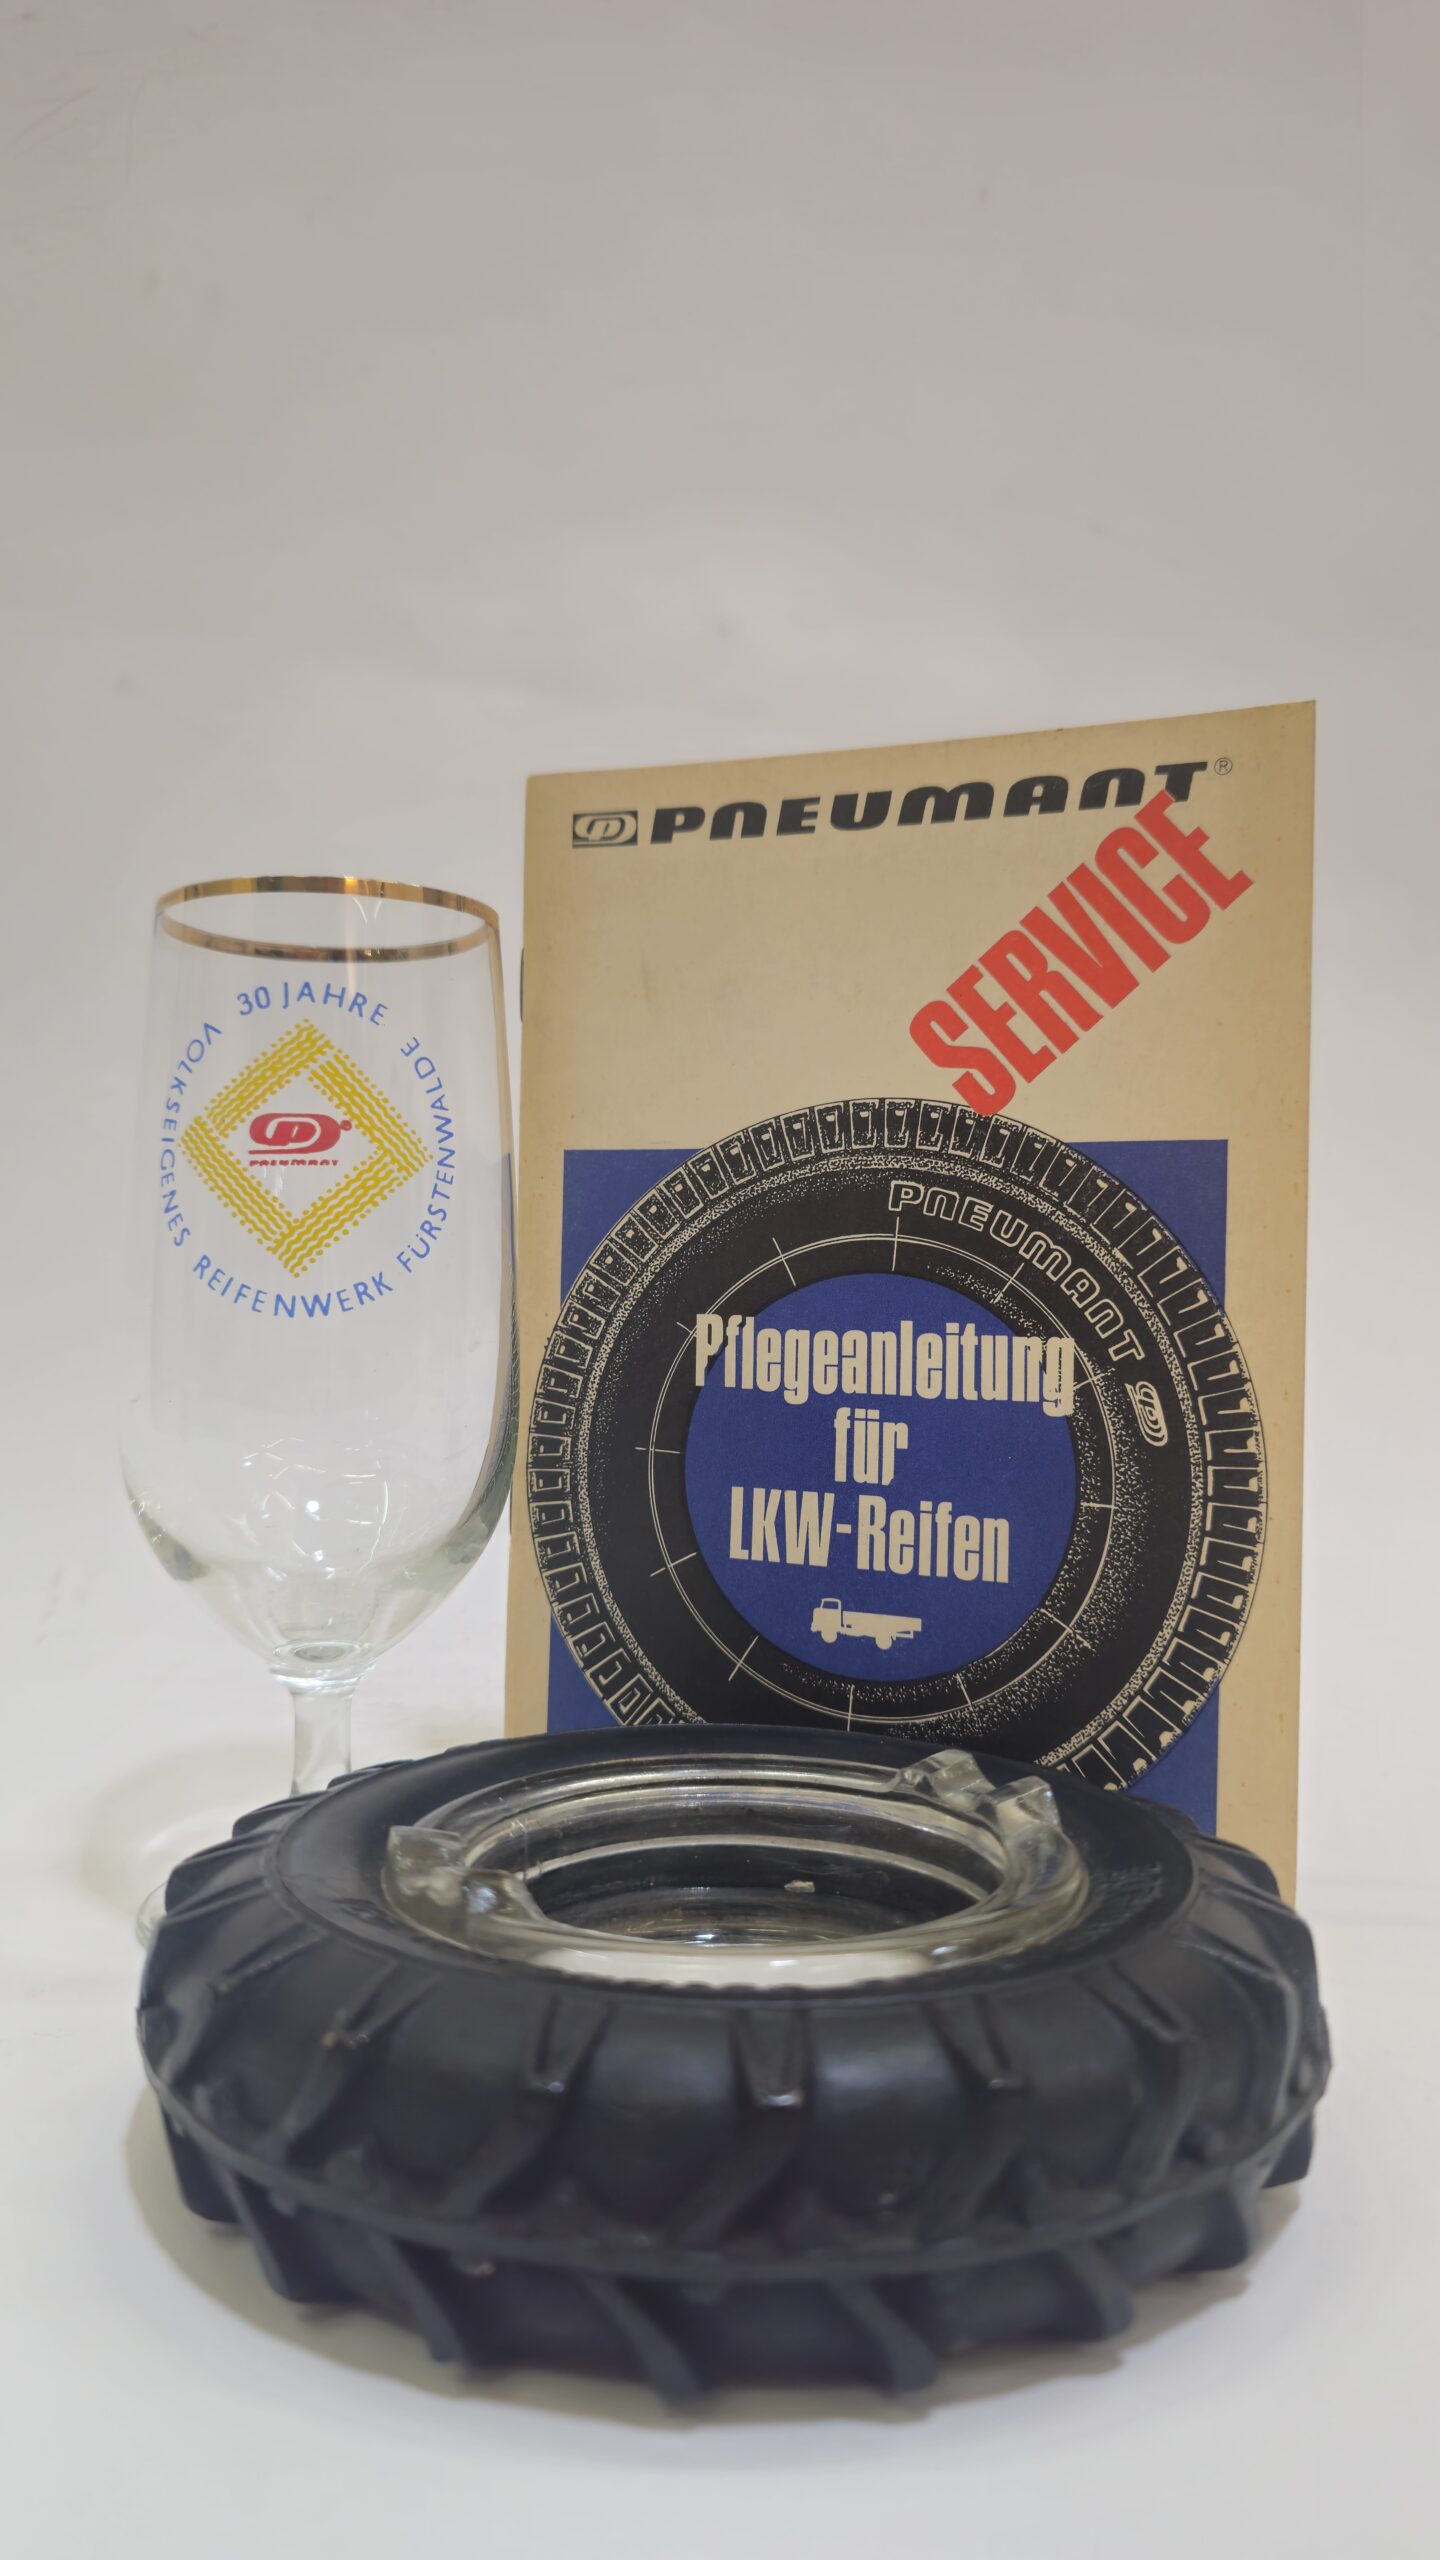 30 JAHRE
VOLKSEIGENES REIFENWERK FÜRSTENWALDE
PNEUMANT
PNEUMANT®
SERVICE
PNEUMANT
Pflegeanleitung
für
LKW-Reifen